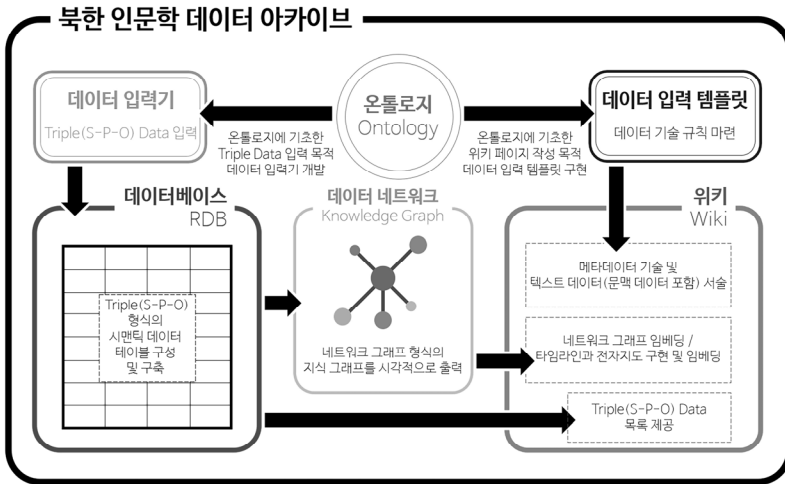 북한 인문학 데이터 아카이브
데이터 입력기
Triple(S-P-O) Data 입력
온톨로지
Ontology
데이터 입력 템플릿
데이터 기술 규칙 마련
온톨로지에 기초한
Triple Data 입력 목적
데이터 입력기 개발
온톨로지에 기초한
위키 페이지 작성 목적
데이터 입력 템플릿 구현
데이터베이스
RDB
Triple(S-P-O)
형식의
시맨틱 데이터
테이블 구성
및 구축
데이터 네트워크
Knowledge Graph
네트워크 그래프 형식의
지식 그래프를 시각적으로 출력
위키
Wiki
메타데이터 기술 및
텍스트 데이터(문맥 데이터 포함) 서술
네트워크 그래프 임베딩 /
타임라인과 전자지도 구현 및 임베딩
Triple(S-P-O) Data
목록 제공